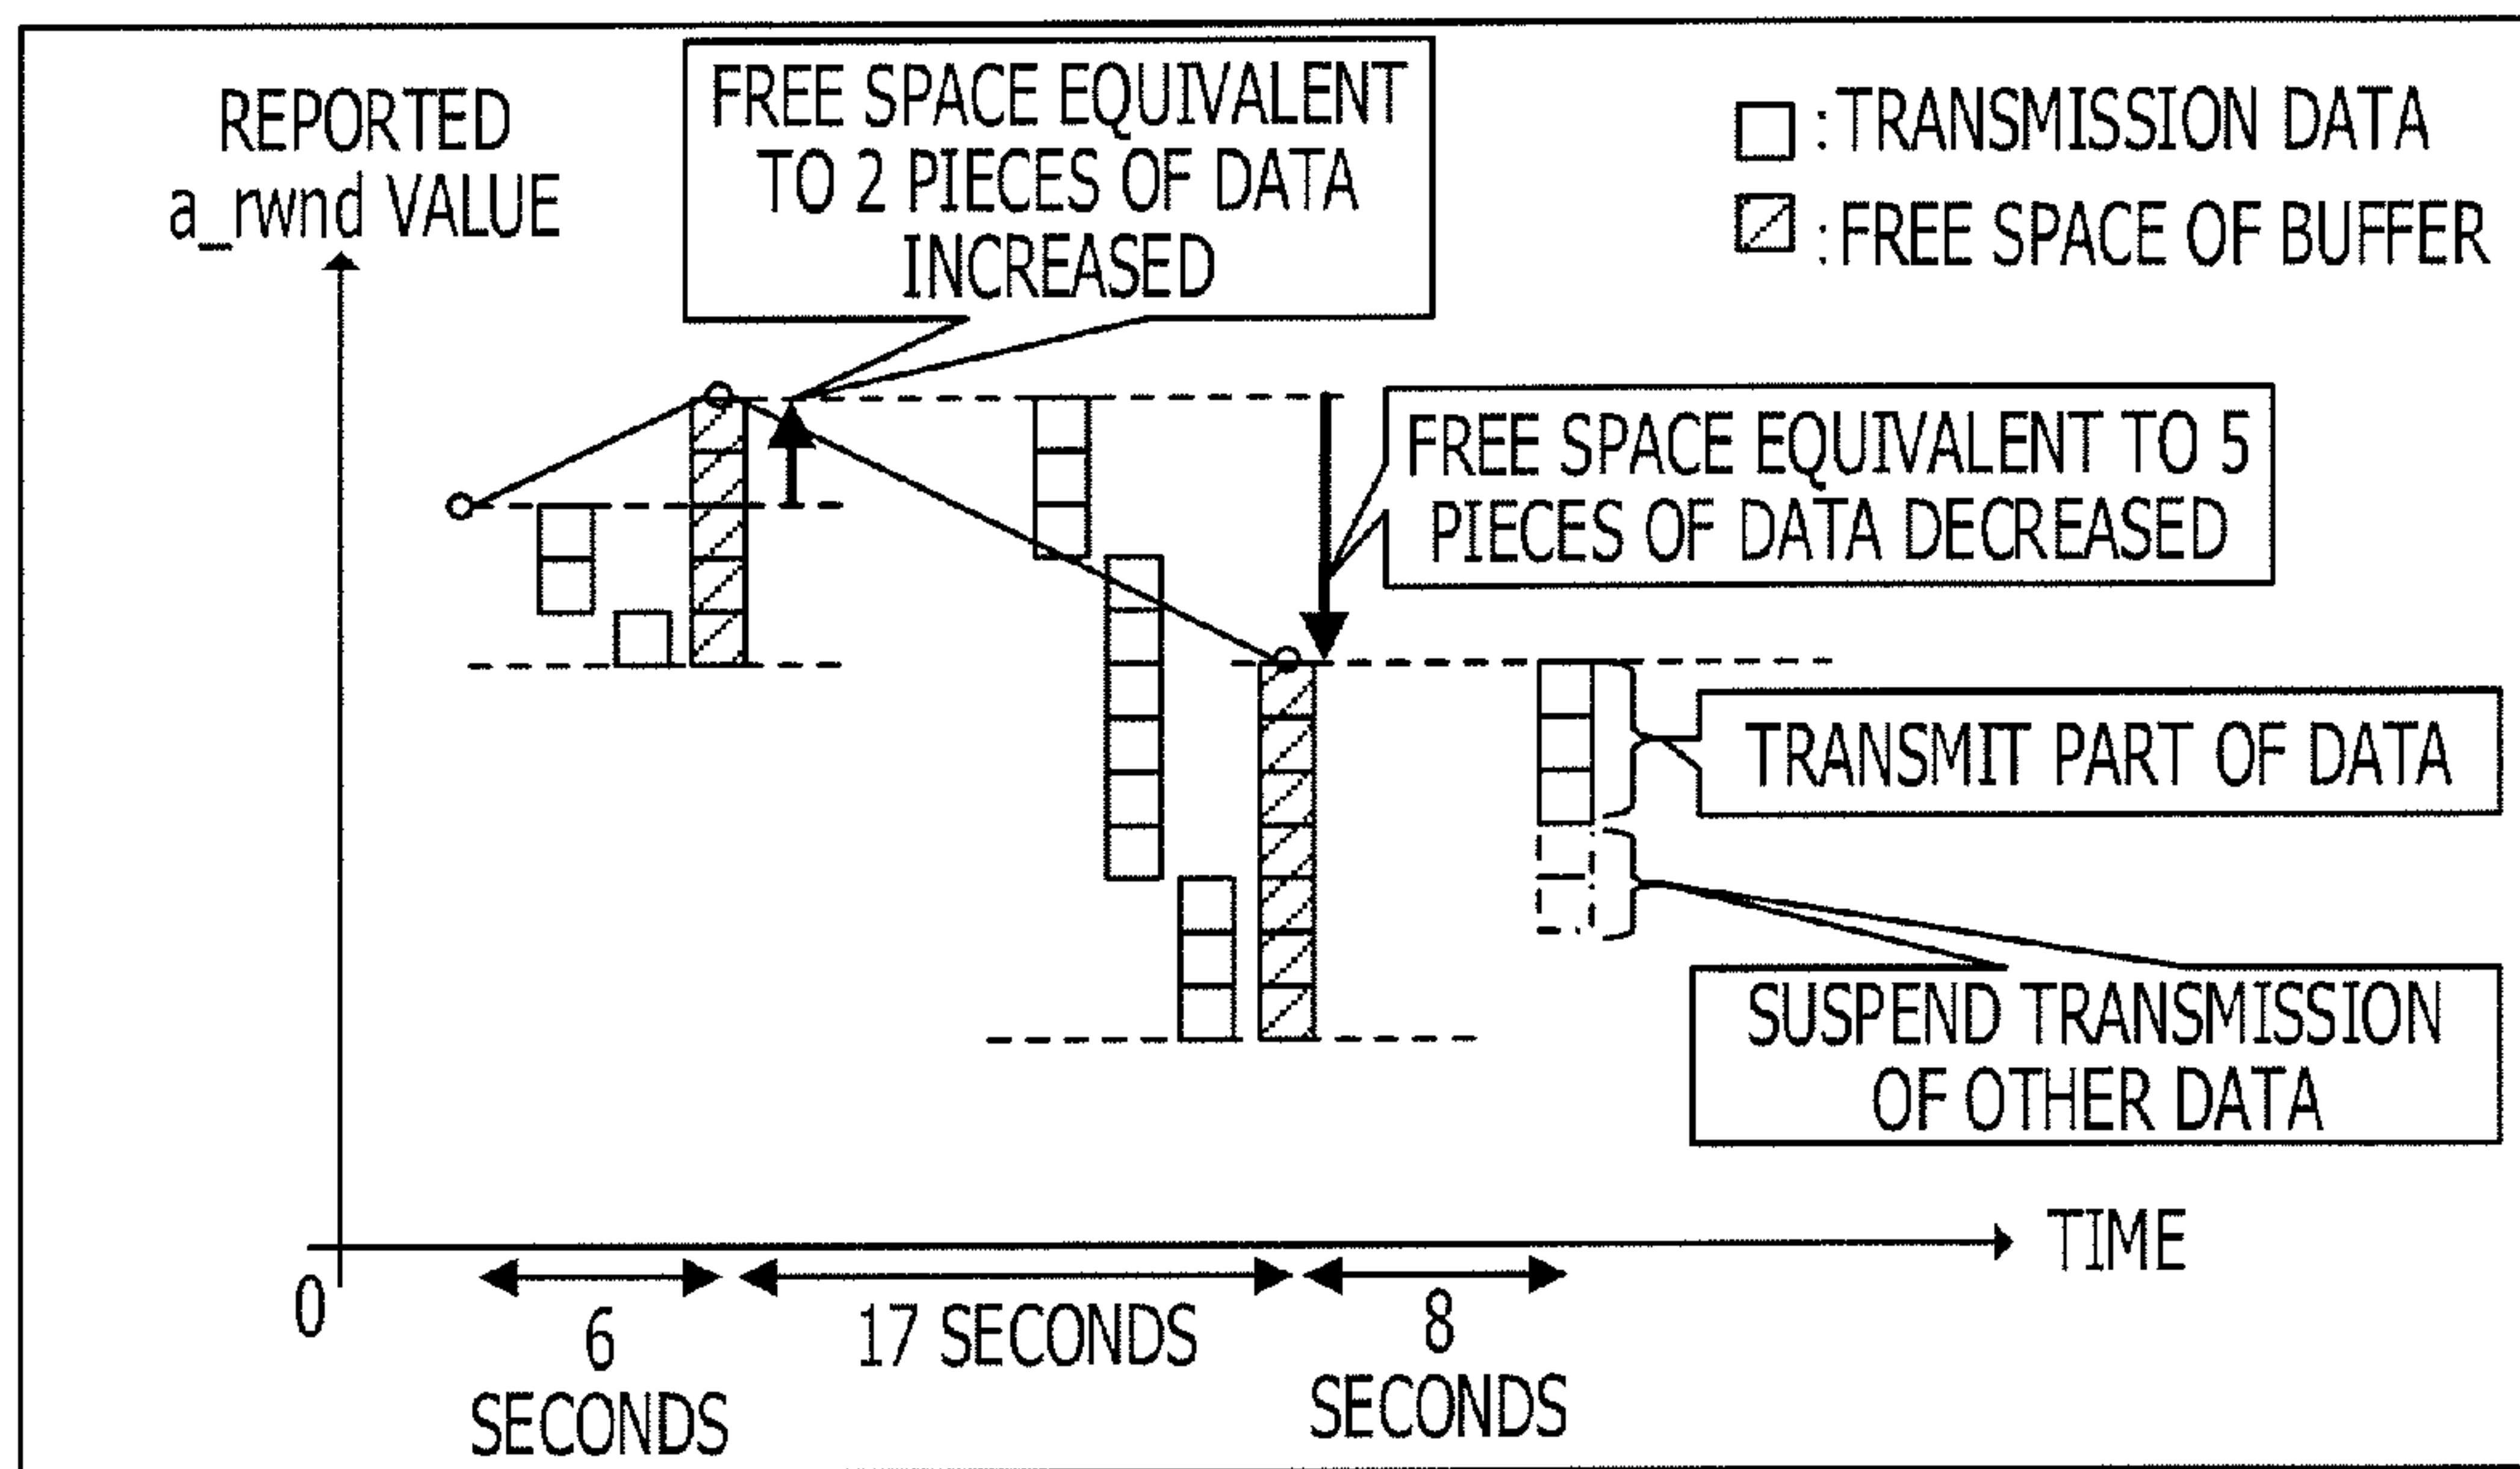 REPORTED
a_rwnd VALUE
FREE SPACE EQUIVALENT
TO 2 PIECES OF DATA
INCREASED
: TRANSMISSION DATA
: FREE SPACE OF BUFFER
FREE SPACE EQUIVALENT TO 5
PIECES OF DATA DECREASED
TRANSMIT PART OF DATA
SUSPEND TRANSMISSION
OF OTHER DATA
TIME
0
6
SECONDS
17 SECONDS
8
SECONDS